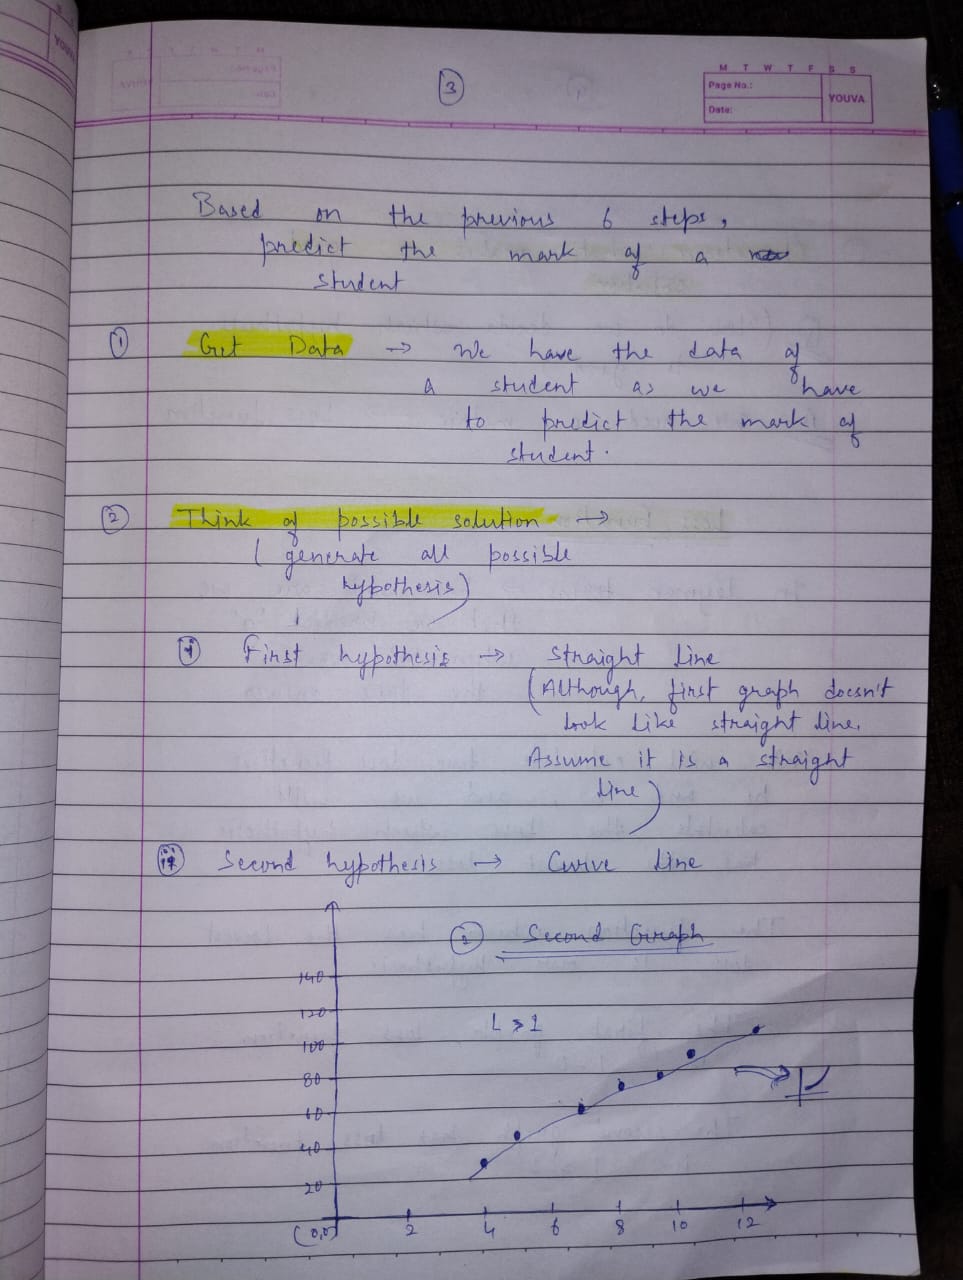 3
M T W T F S S
Page No.:
Date:
YOUVA
Based on the previous 6 steps,
predict the mark of a
student
① Get Data → We have the data of
a student as we have
to predict the mark of
student.
② Think of possible solution →
(generate all possible
hypothesis)
First hypothesis → straight line
(Although, first graph doesn't
look like straight line.
Assume it is a straight
line)
ii Second hypothesis → Curve line
Second Graph
140
120
100
80
60
40
20
(0,0) 2 4 6 8 10 12